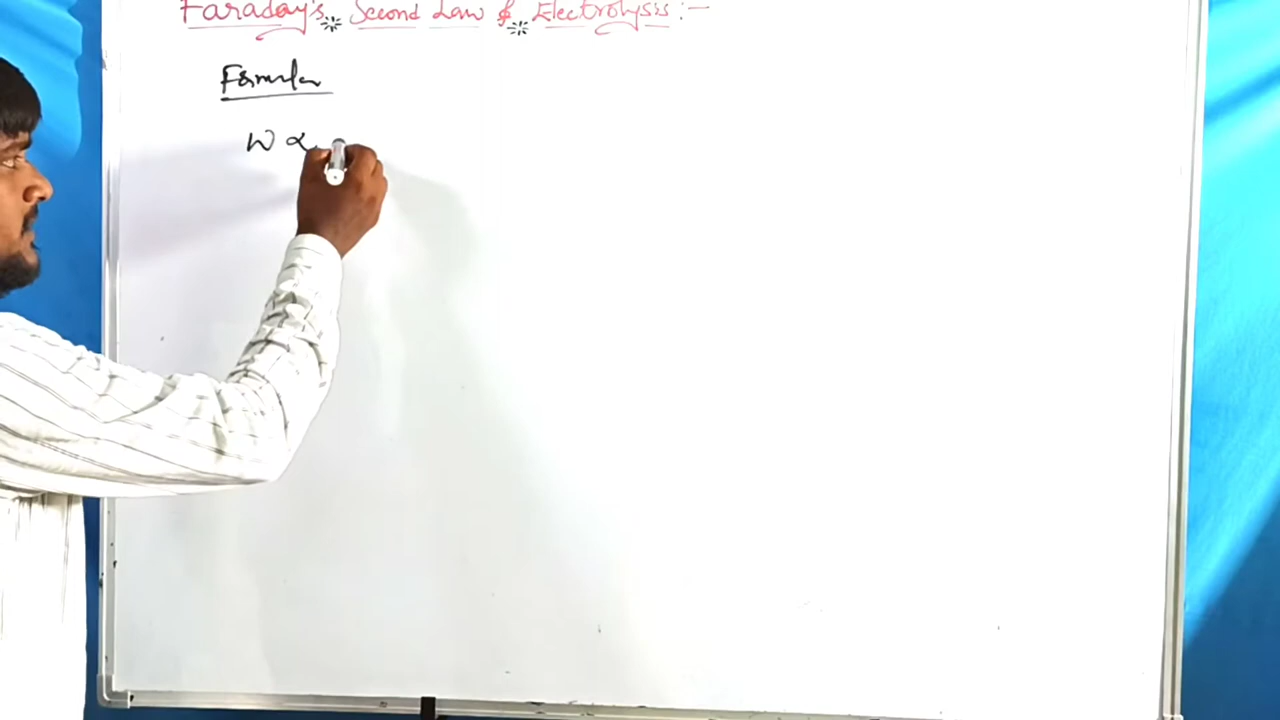 Faraday's Second Law of Electrolysis :-
Formula
W ∝